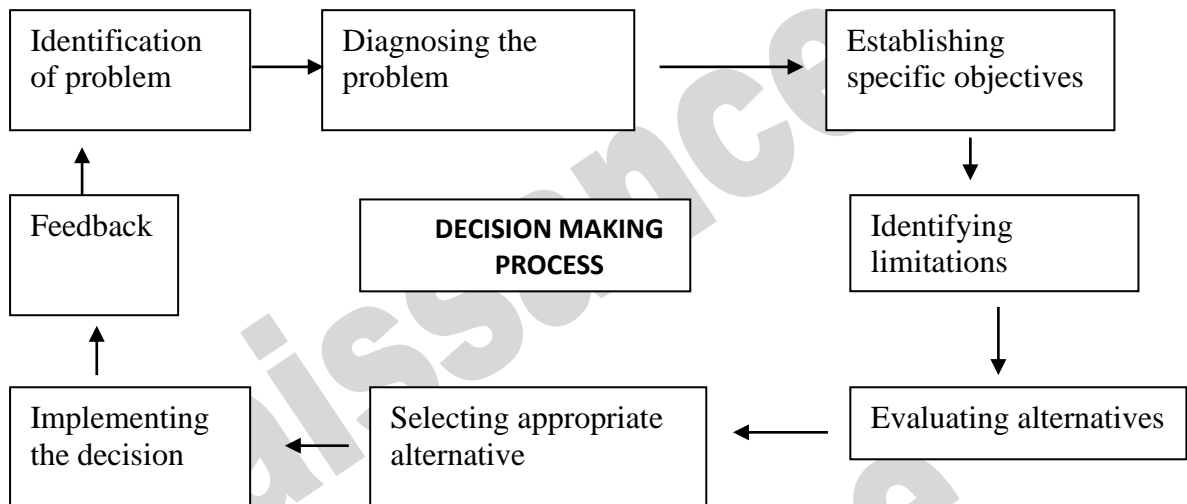 Identification
of problem
Diagnosing the
problem
Establishing
specific objectives
Feedback
DECISION MAKING
PROCESS
Identifying
limitations
Implementing
the decision
Selecting appropriate
alternative
Evaluating alternatives
aissance